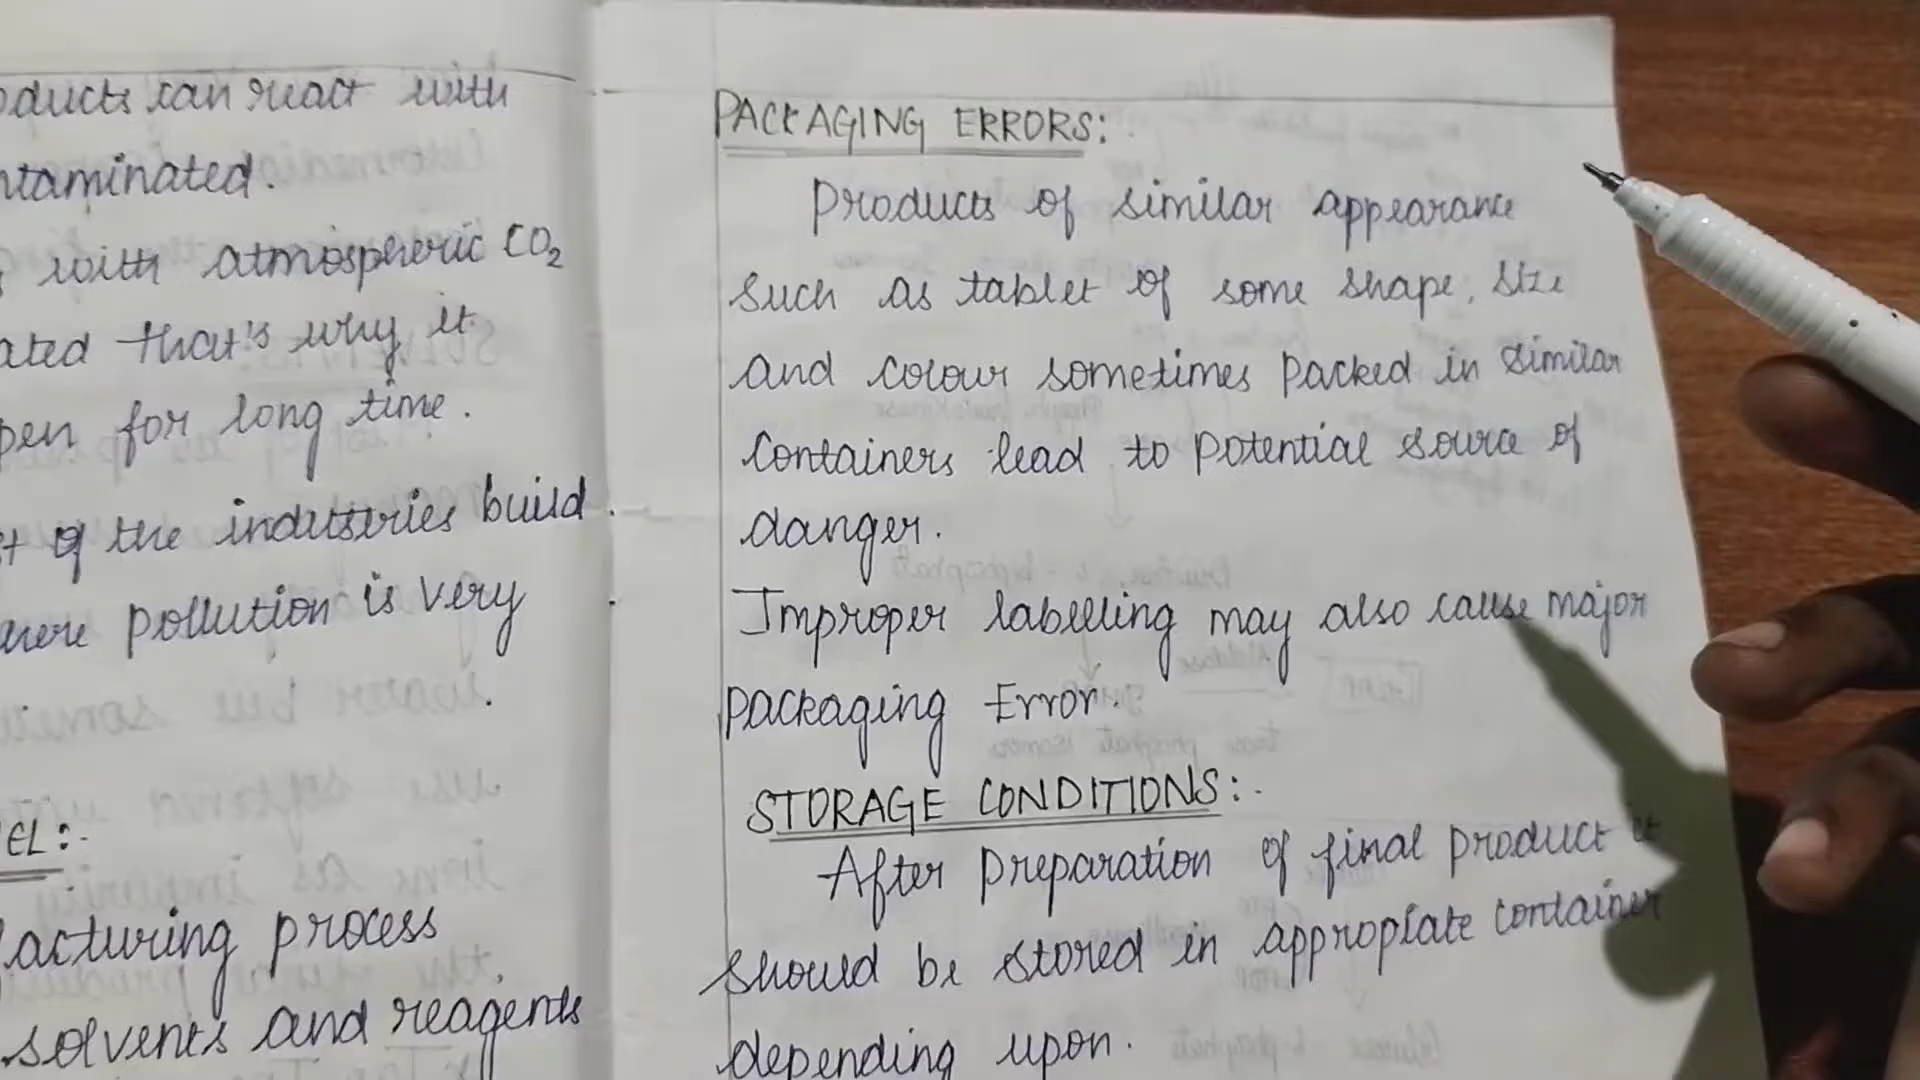 oducts can react with
ntaminated.
with atmospheric CO₂
ated that's why it
pen for long time.
of the industries build.
where pollution is very
EL:-
facturing process
solvents and reagents
PACKAGING ERRORS:-
Products of similar appearance
such as tablet of some shape, size
and colour sometimes packed in similar
containers lead to potential source of
danger.
Improper labelling may also cause major
packaging Error.
STORAGE CONDITIONS:-
After preparation of final product it
should be stored in appropiate container
depending upon.